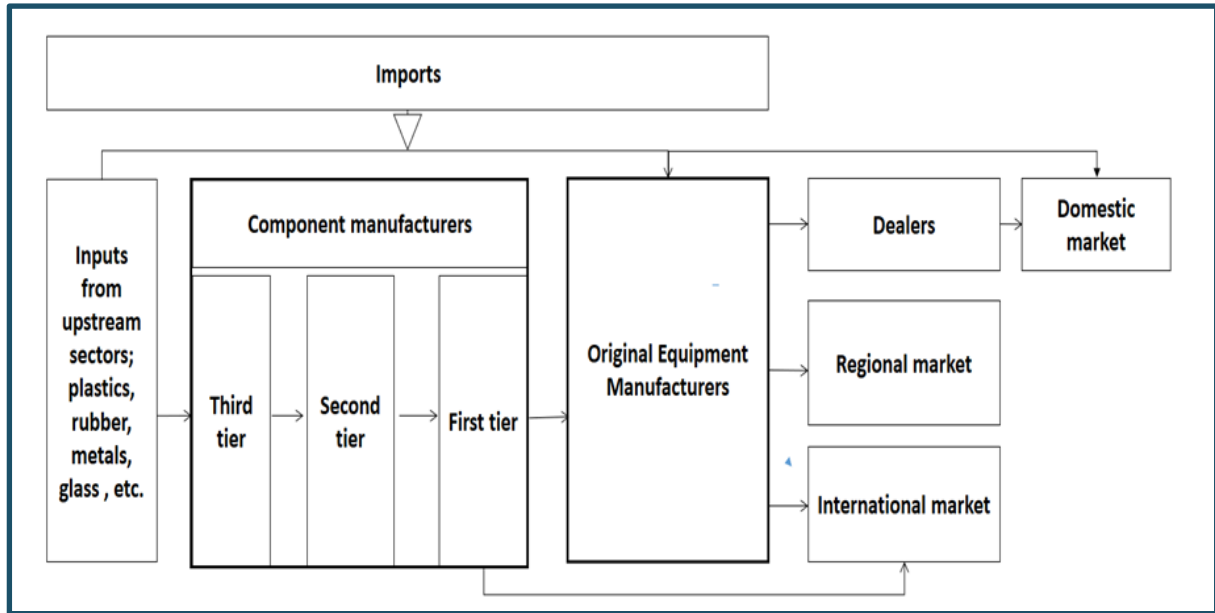 Imports
Inputs
from
upstream
sectors;
plastics,
rubber,
metals,
glass , etc.
Component manufacturers
Third
tier
Second
tier
First tier
Original Equipment
Manufacturers
Dealers
Domestic
market
Regional market
International market